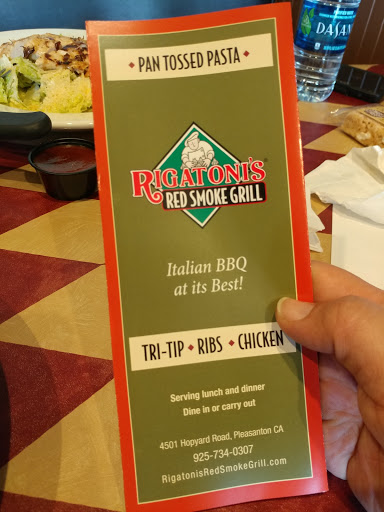 • PAN TOSSED PASTA •
RIGATONI'S®
RED SMOKE GRILL
Italian BBQ
at its Best!
TRI-TIP • RIBS • CHICKEN
Serving lunch and dinner
Dine in or carry out
4501 Hopyard Road, Pleasanton CA
925-734-0307
RigatonisRedSmokeGrill.com
DASA